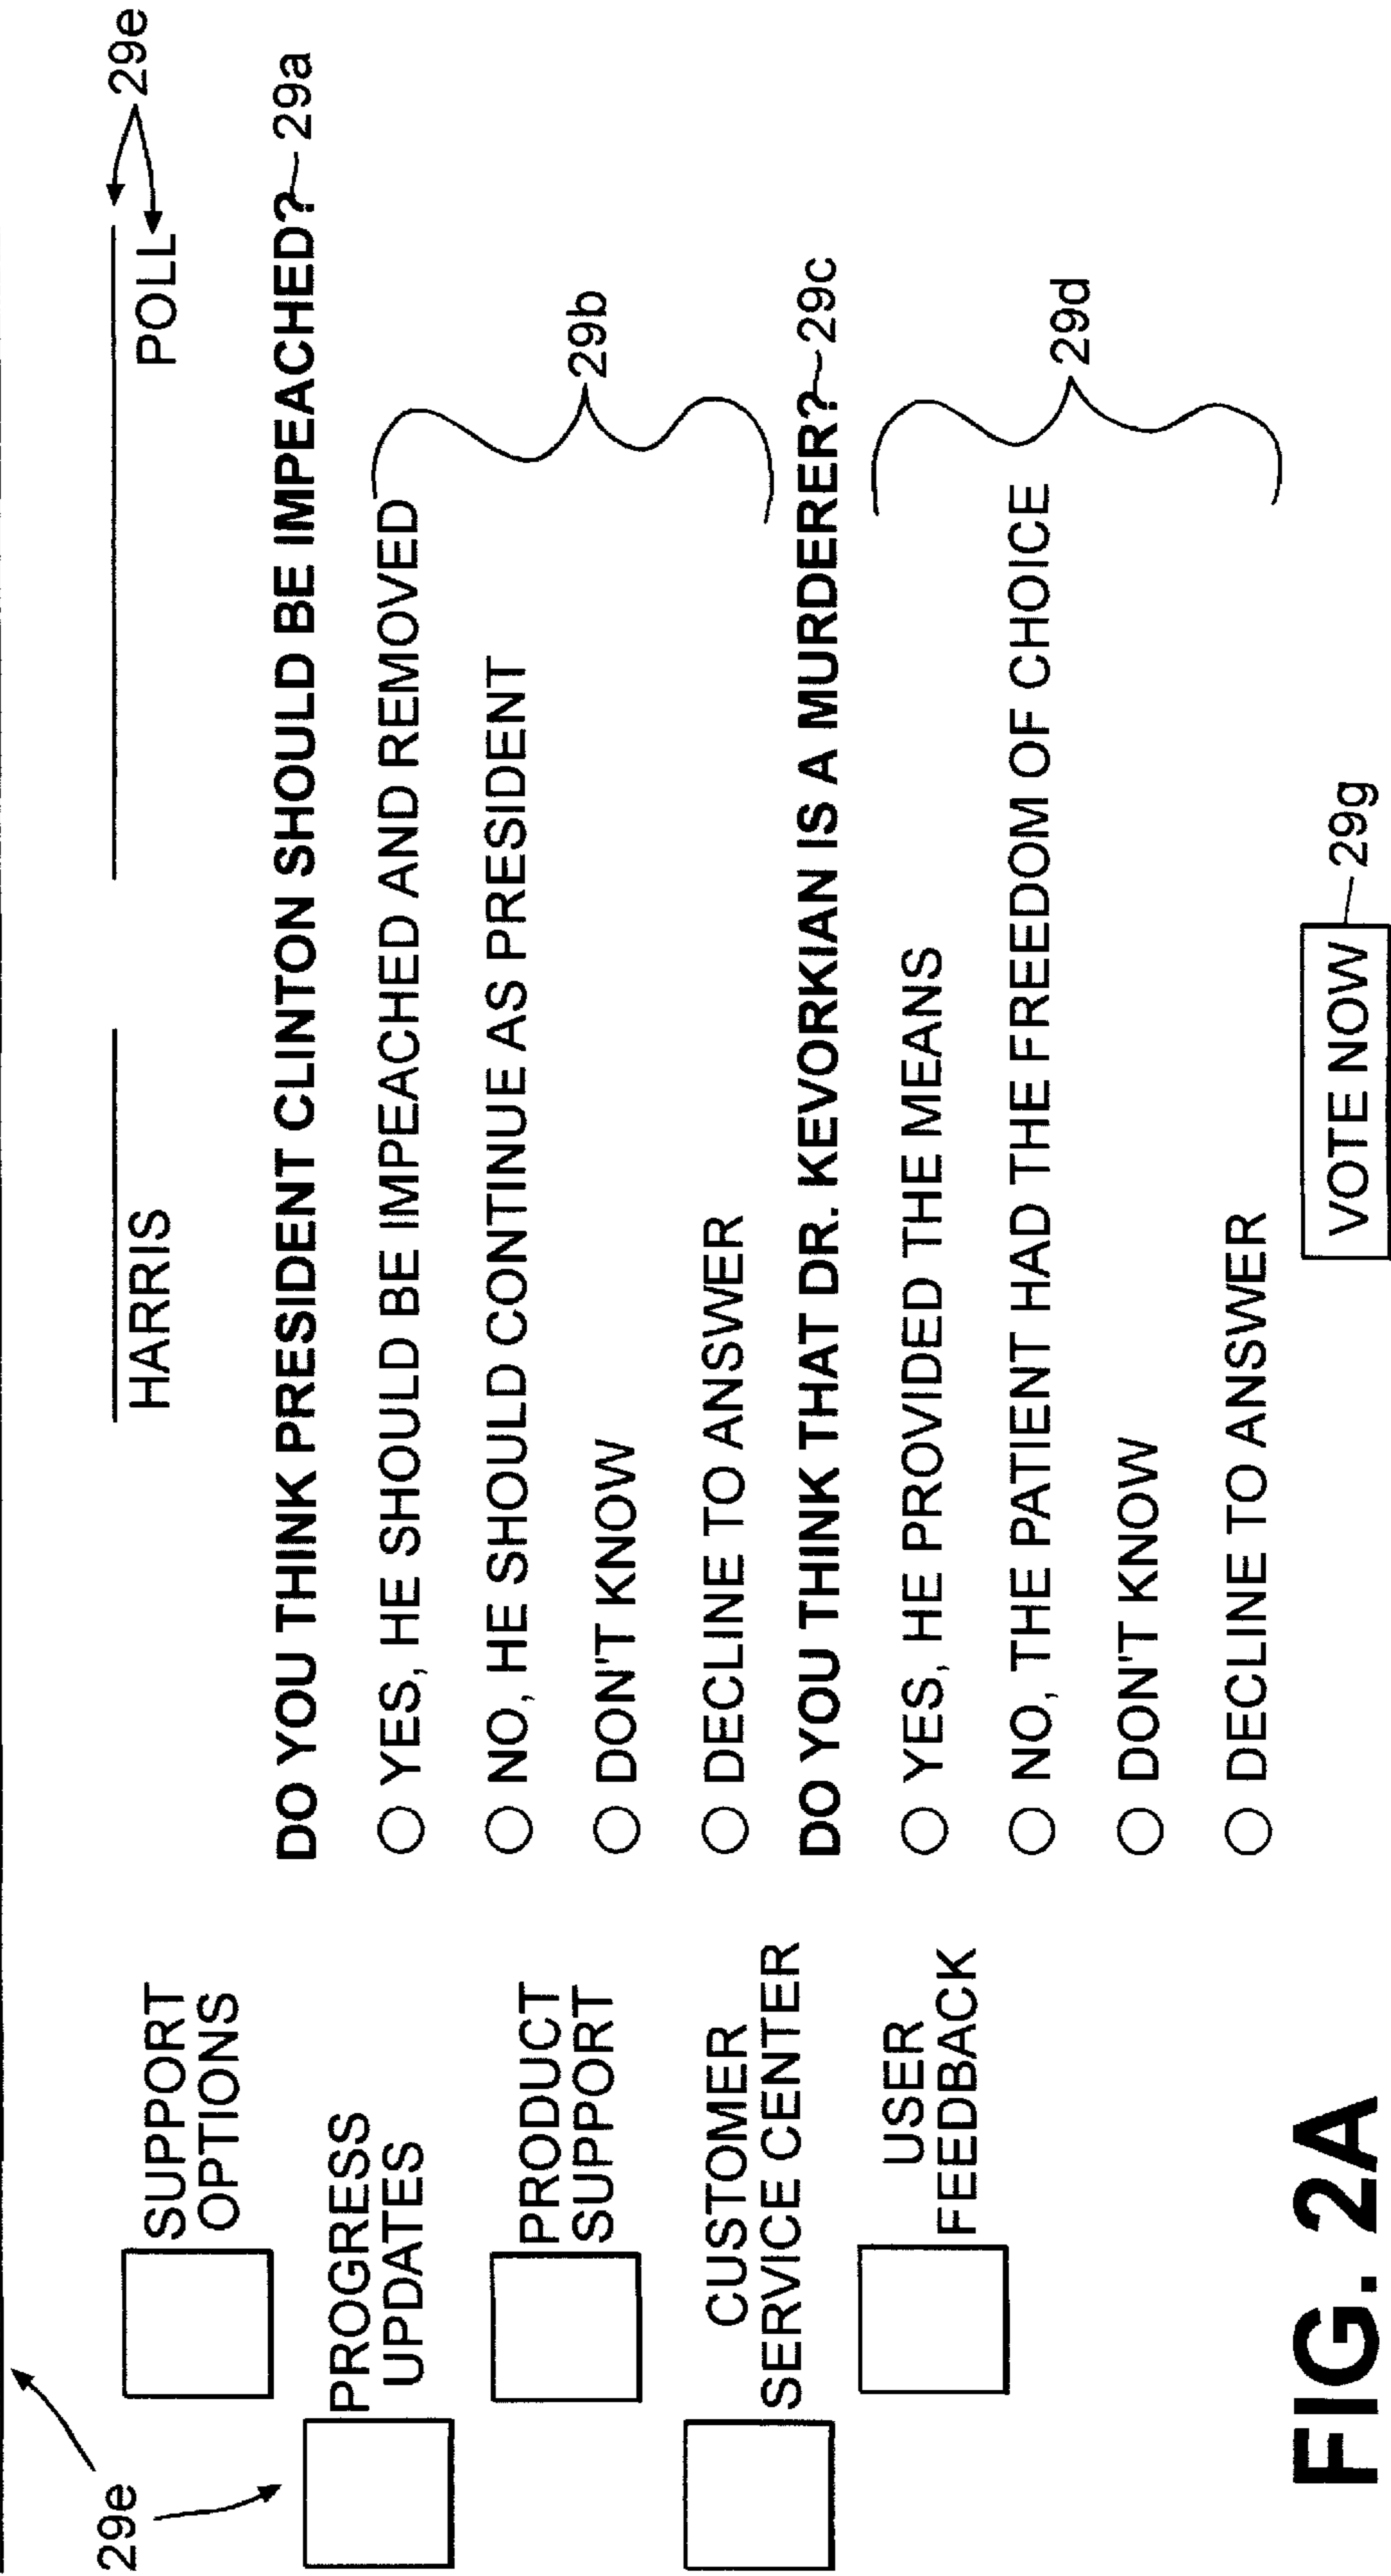 29e
SUPPORT
OPTIONS
PROGRESS
UPDATES
PRODUCT
SUPPORT
CUSTOMER
SERVICE CENTER
USER
FEEDBACK
29e
HARRIS POLL
DO YOU THINK PRESIDENT CLINTON SHOULD BE IMPEACHED? 29a
YES, HE SHOULD BE IMPEACHED AND REMOVED
NO, HE SHOULD CONTINUE AS PRESIDENT
29b
DON'T KNOW
DECLINE TO ANSWER
DO YOU THINK THAT DR. KEVORKIAN IS A MURDERER? 29c
YES, HE PROVIDED THE MEANS
NO, THE PATIENT HAD THE FREEDOM OF CHOICE
29d
DON'T KNOW
DECLINE TO ANSWER
VOTE NOW 29g
FIG. 2A